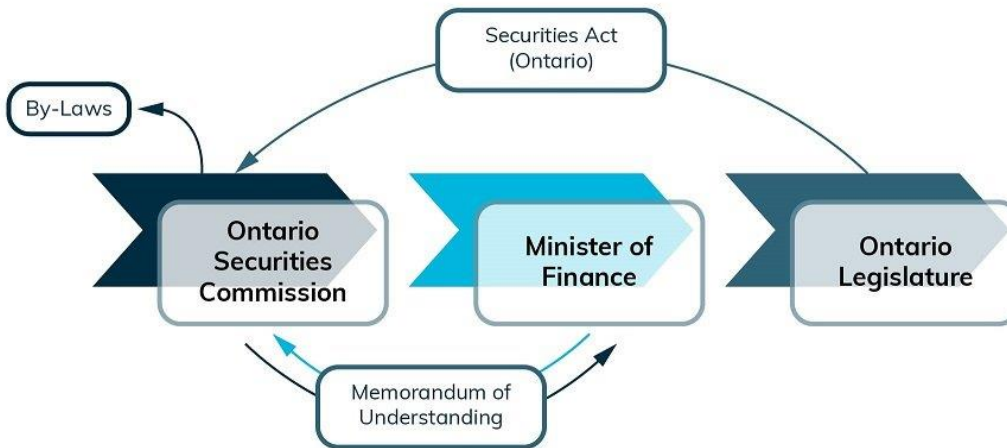 Securities Act
(Ontario)
By-Laws
Ontario
Securities
Commission
Minister of
Finance
Ontario
Legislature
Memorandum of
Understanding